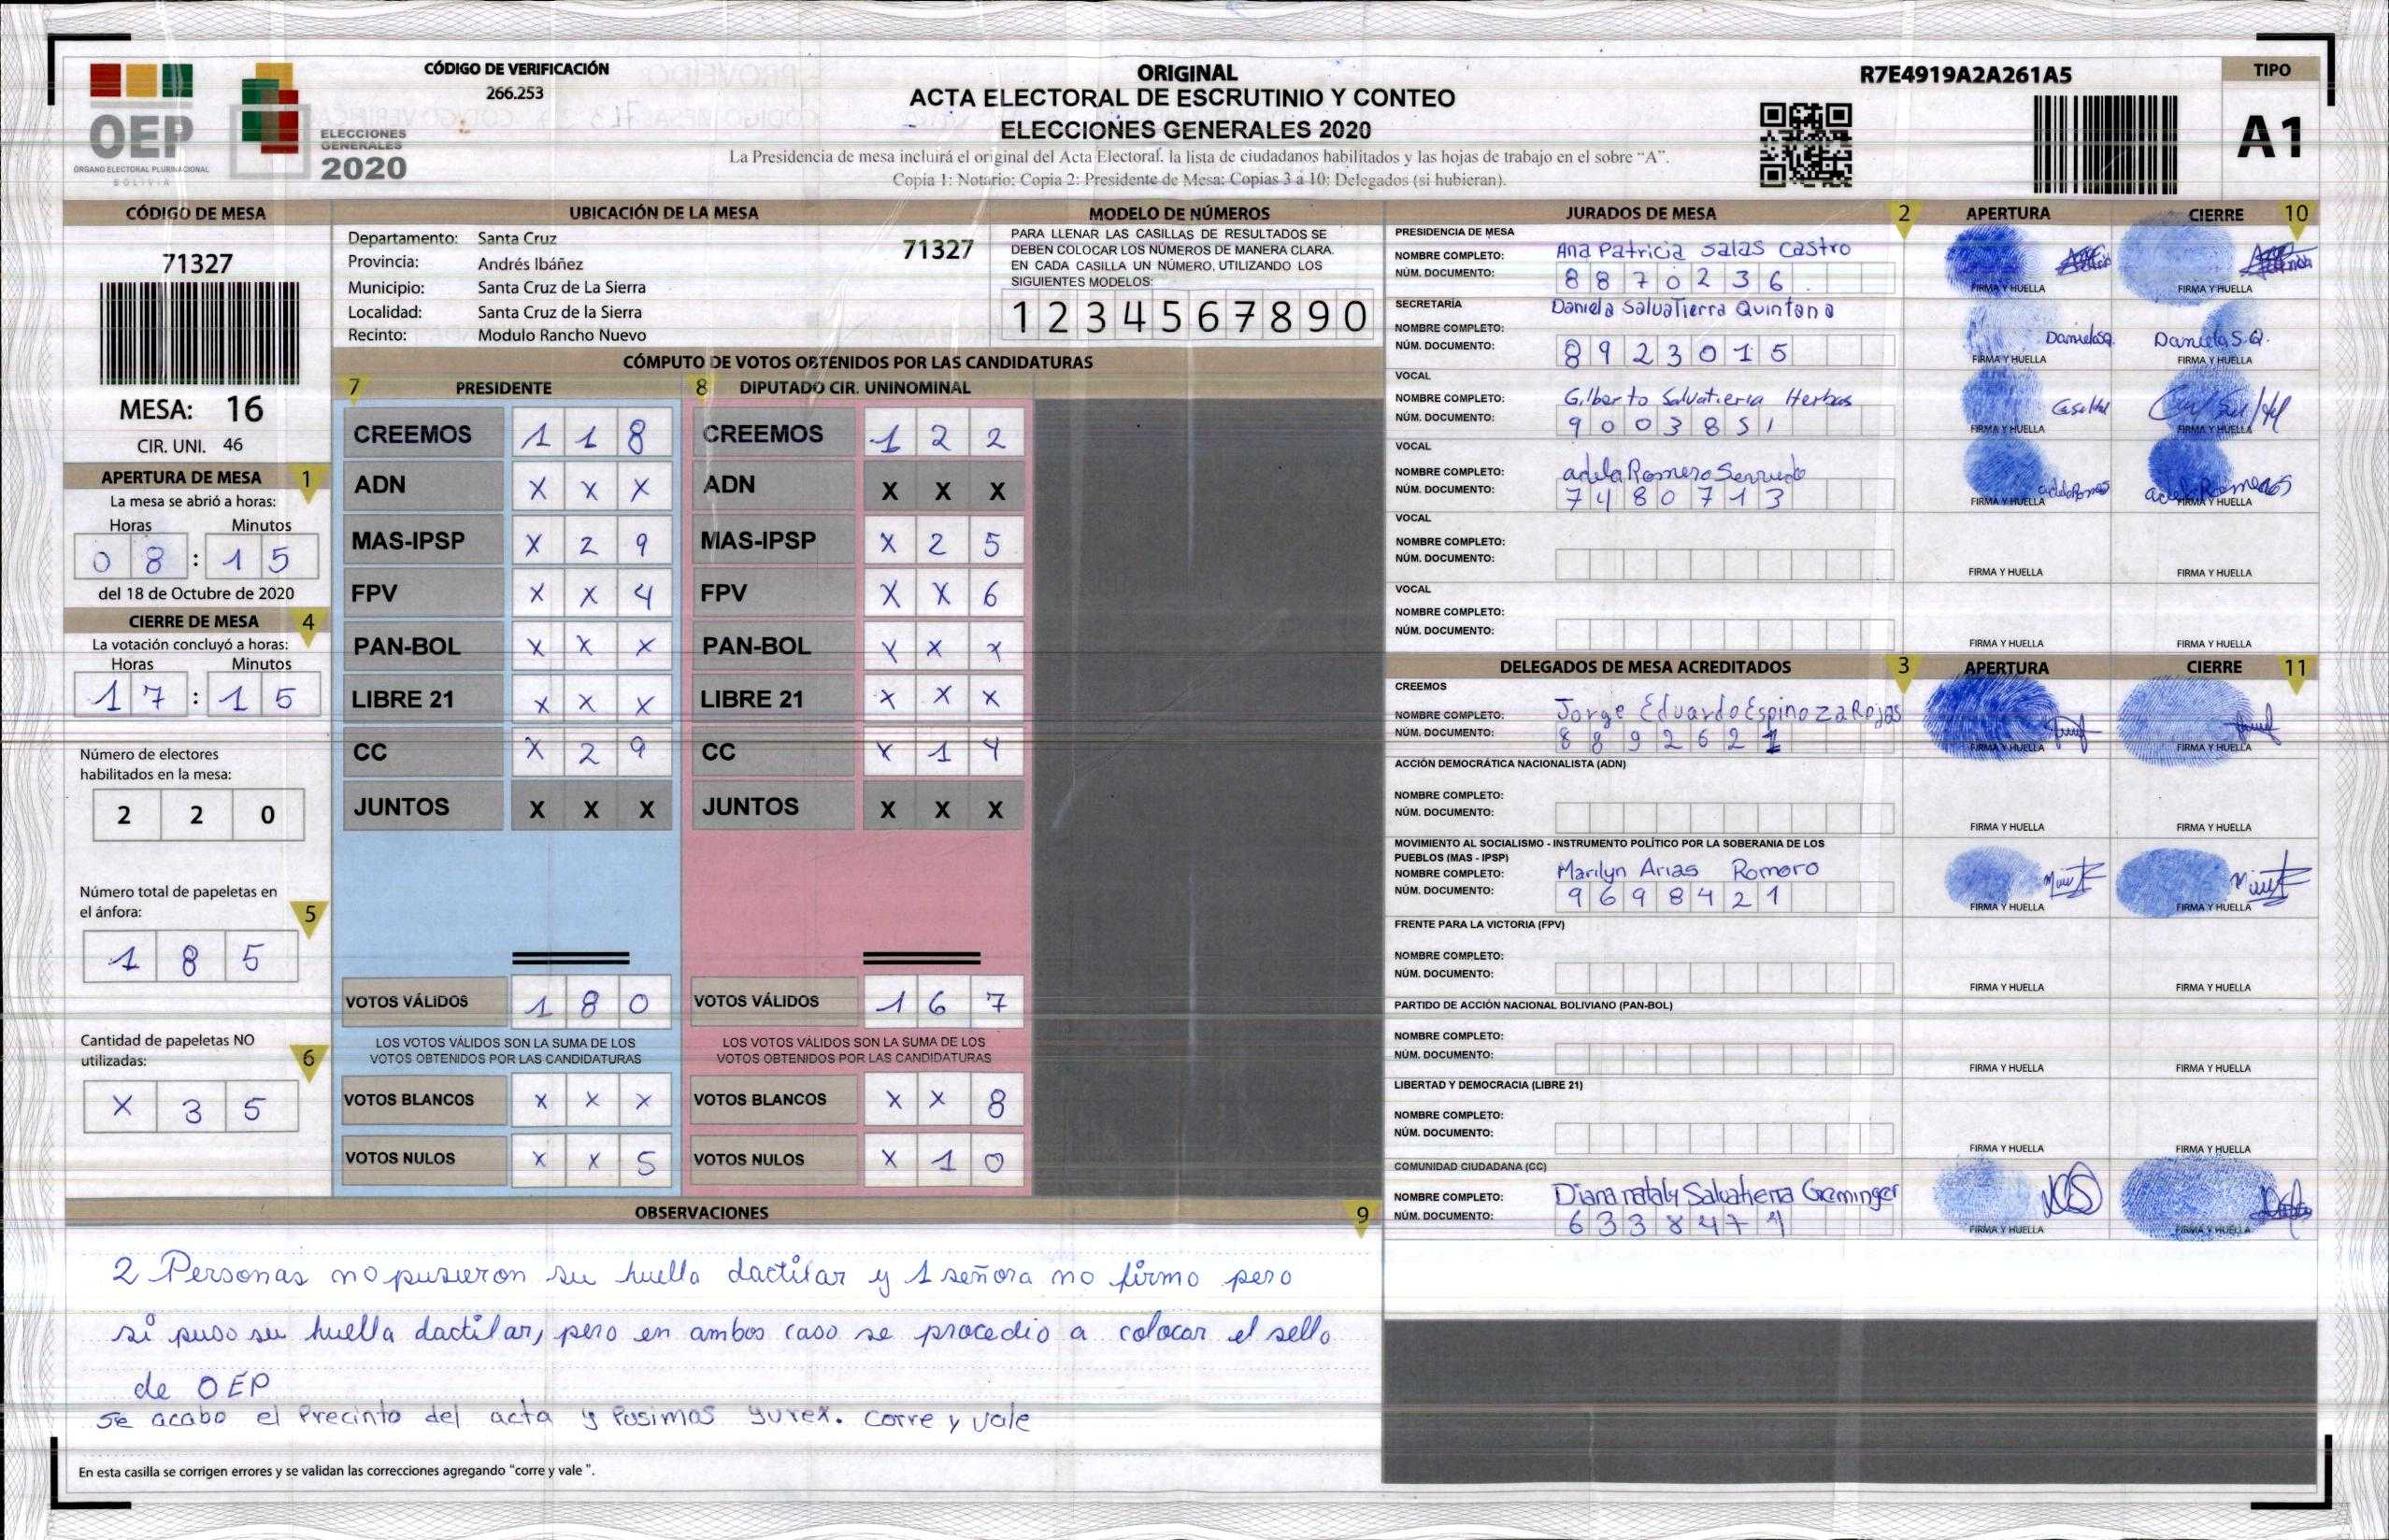 CÓDIGO DE VERIFICACIÓN
266.253
OEP
ÓRGANO ELECTORAL PLURINACIONAL
BOLIVIA
ELECCIONES
GENERALES
2020
ORIGINAL
ACTA ELECTORAL DE ESCRUTINIO Y CONTEO
ELECCIONES GENERALES 2020
La Presidencia de mesa incluirá el original del Acta Electoral, la lista de ciudadanos habilitados y las hojas de trabajo en el sobre "A".
Copia 1: Notario; Copia 2: Presidente de Mesa; Copias 3 a 10: Delegados (si hubieran).
R7E4919A2A261A5
TIPO
A1
CÓDIGO DE MESA
71327
MESA: 16
CIR. UNI. 46
APERTURA DE MESA 1
La mesa se abrió a horas:
Horas Minutos
08 : 15
del 18 de Octubre de 2020
CIERRE DE MESA 4
La votación concluyó a horas:
Horas Minutos
17 : 15
Número de electores
habilitados en la mesa:
2 2 0
Número total de papeletas en
el ánfora: 5
1 8 5
Cantidad de papeletas NO
utilizadas: 6
X 3 5
UBICACIÓN DE LA MESA
Departamento: Santa Cruz
Provincia: Andrés Ibáñez
Municipio: Santa Cruz de La Sierra
Localidad: Santa Cruz de la Sierra
Recinto: Modulo Rancho Nuevo
71327
MODELO DE NÚMEROS
PARA LLENAR LAS CASILLAS DE RESULTADOS SE
DEBEN COLOCAR LOS NÚMEROS DE MANERA CLARA.
EN CADA CASILLA UN NÚMERO, UTILIZANDO LOS
SIGUIENTES MODELOS:
1 2 3 4 5 6 7 8 9 0
CÓMPUTO DE VOTOS OBTENIDOS POR LAS CANDIDATURAS
7 PRESIDENTE
CREEMOS 1 1 8
ADN X X X
MAS-IPSP X 2 9
FPV X X 4
PAN-BOL X X X
LIBRE 21 X X X
CC X 2 9
JUNTOS X X X
VOTOS VÁLIDOS 1 8 0
LOS VOTOS VÁLIDOS SON LA SUMA DE LOS
VOTOS OBTENIDOS POR LAS CANDIDATURAS
VOTOS BLANCOS X X X
VOTOS NULOS X X 5
8 DIPUTADO CIR. UNINOMINAL
CREEMOS 1 2 2
ADN X X X
MAS-IPSP X 2 5
FPV X X 6
PAN-BOL X X X
LIBRE 21 X X X
CC X 1 4
JUNTOS X X X
VOTOS VÁLIDOS 1 6 7
LOS VOTOS VÁLIDOS SON LA SUMA DE LOS
VOTOS OBTENIDOS POR LAS CANDIDATURAS
VOTOS BLANCOS X X 8
VOTOS NULOS X 1 0
JURADOS DE MESA 2 APERTURA CIERRE 10
PRESIDENCIA DE MESA
NOMBRE COMPLETO: Ana Patricia Salas Castro
NÚM. DOCUMENTO: 8870236
FIRMA Y HUELLA FIRMA Y HUELLA
SECRETARÍA
NOMBRE COMPLETO: Daniela Salvatierra Quintana
NÚM. DOCUMENTO: 8923015
DanielaSQ. Daniela S.Q.
FIRMA Y HUELLA FIRMA Y HUELLA
VOCAL
NOMBRE COMPLETO: Gilberto Salvatierra Herbas
NÚM. DOCUMENTO: 9003851
FIRMA Y HUELLA FIRMA Y HUELLA
VOCAL
NOMBRE COMPLETO: adela Romero
NÚM. DOCUMENTO: 7480713
FIRMA Y HUELLA FIRMA Y HUELLA
VOCAL
NOMBRE COMPLETO:
NÚM. DOCUMENTO:
FIRMA Y HUELLA FIRMA Y HUELLA
VOCAL
NOMBRE COMPLETO:
NÚM. DOCUMENTO:
FIRMA Y HUELLA FIRMA Y HUELLA
DELEGADOS DE MESA ACREDITADOS 3 APERTURA CIERRE 11
CREEMOS
NOMBRE COMPLETO: Jorge Eduardo Espinoza Rojas
NÚM. DOCUMENTO: 8892621
FIRMA Y HUELLA FIRMA Y HUELLA
ACCIÓN DEMOCRÁTICA NACIONALISTA (ADN)
NOMBRE COMPLETO:
NÚM. DOCUMENTO:
FIRMA Y HUELLA FIRMA Y HUELLA
MOVIMIENTO AL SOCIALISMO - INSTRUMENTO POLÍTICO POR LA SOBERANIA DE LOS
PUEBLOS (MAS - IPSP)
NOMBRE COMPLETO: Marilyn Arias Romero
NÚM. DOCUMENTO: 9698421
FIRMA Y HUELLA FIRMA Y HUELLA
FRENTE PARA LA VICTORIA (FPV)
NOMBRE COMPLETO:
NÚM. DOCUMENTO:
FIRMA Y HUELLA FIRMA Y HUELLA
PARTIDO DE ACCIÓN NACIONAL BOLIVIANO (PAN-BOL)
NOMBRE COMPLETO:
NÚM. DOCUMENTO:
FIRMA Y HUELLA FIRMA Y HUELLA
LIBERTAD Y DEMOCRACIA (LIBRE 21)
NOMBRE COMPLETO:
NÚM. DOCUMENTO:
FIRMA Y HUELLA FIRMA Y HUELLA
COMUNIDAD CIUDADANA (CC)
NOMBRE COMPLETO: Diana nataly Salvatierra Greminger
NÚM. DOCUMENTO: 6338474
FIRMA Y HUELLA FIRMA Y HUELLA
OBSERVACIONES 9
2 Personas no pusieron su huella dactilar y 1 señora no firmo pero
si puso su huella dactilar, pero en ambos caso se procedio a colocar el sello
de OEP
se acabo el Precinto del acta y Pusimos yurex. corre y vale
En esta casilla se corrigen errores y se validan las correcciones agregando "corre y vale ".